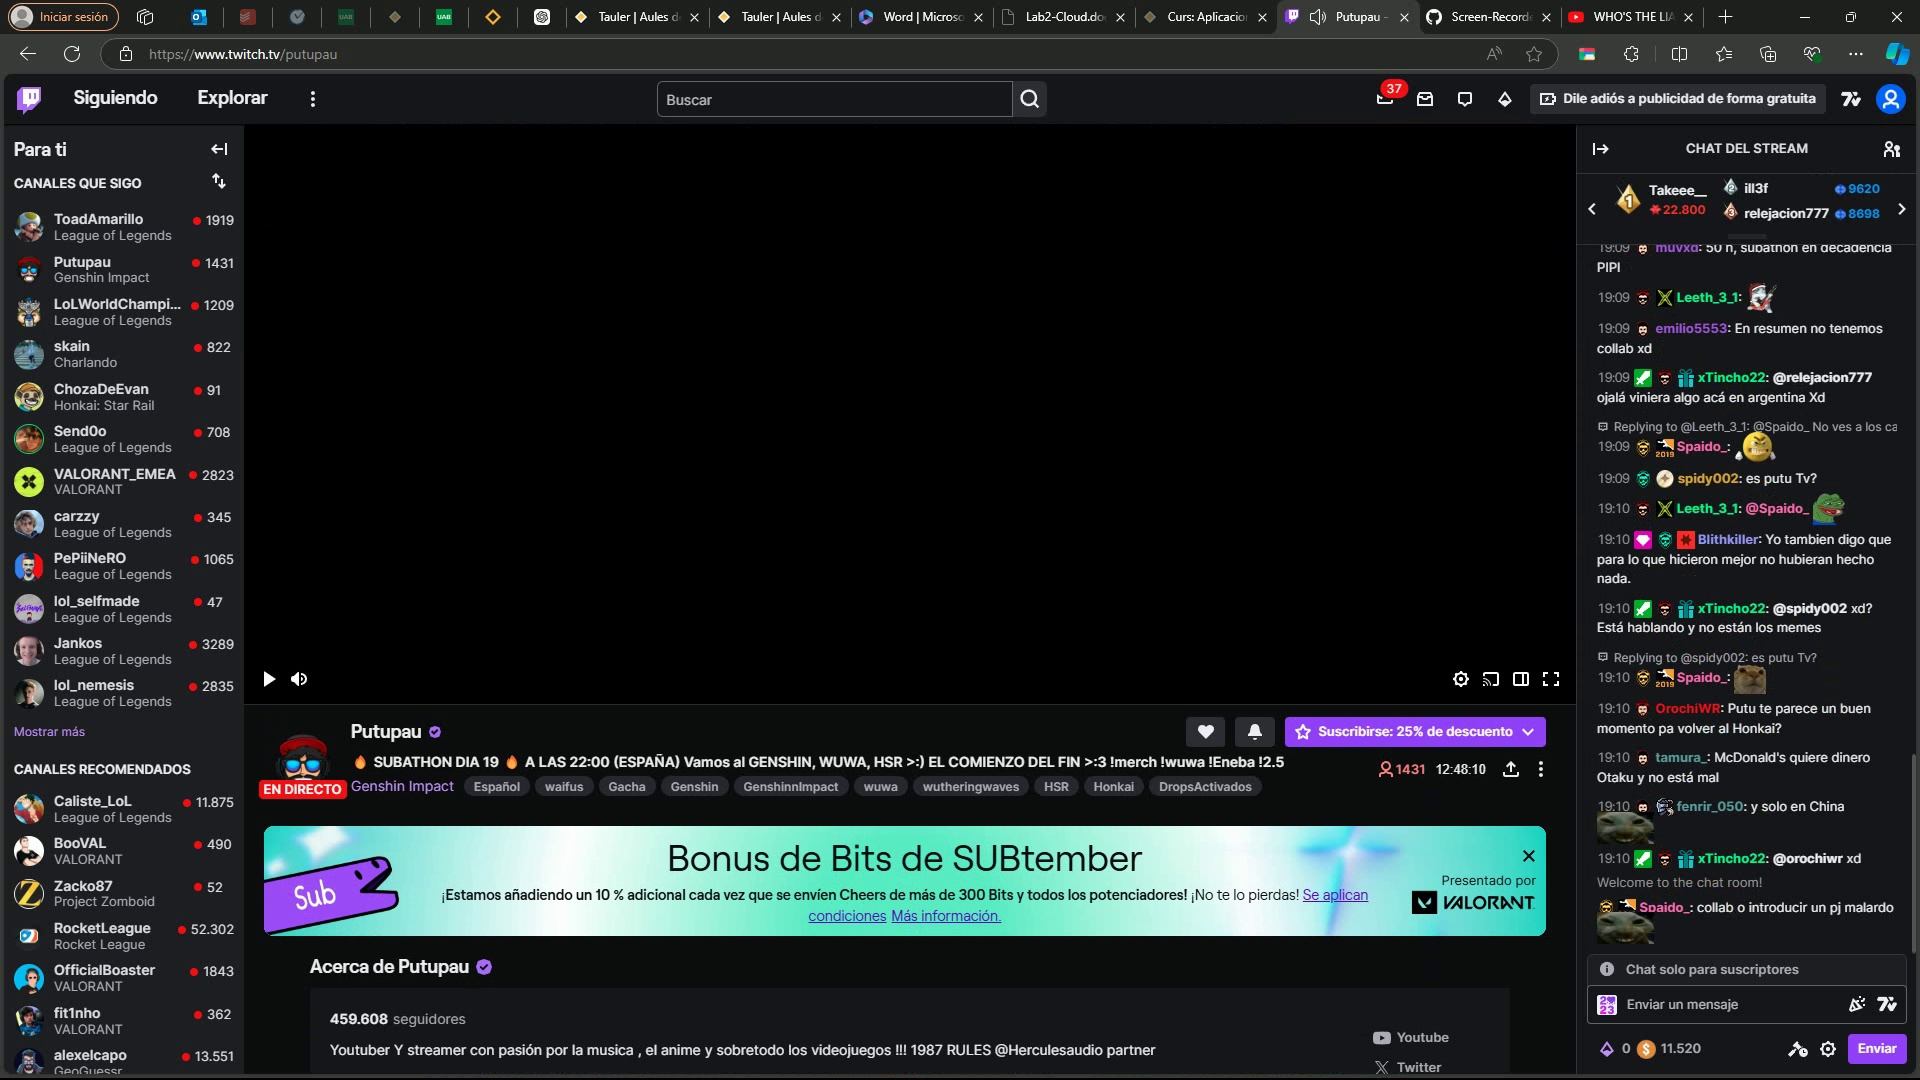 Iniciar sesión
Tauler | Aules d
Tauler | Aules d
Word | Microso
Lab2-Cloud.do
Curs: Aplicacio
Putupau -
Screen-Record
WHO'S THE LIA
https://www.twitch.tv/putupau
Siguiendo
Explorar
Buscar
37
Dile adiós a publicidad de forma gratuita
Para ti
CANALES QUE SIGO
ToadAmarillo
1919
League of Legends
Putupau
1431
Genshin Impact
LoLWorldChampi...
1209
League of Legends
skain
822
Charlando
ChozaDeEvan
91
Honkai: Star Rail
Send0o
708
League of Legends
VALORANT_EMEA
2823
VALORANT
carzzy
345
League of Legends
PePiiNeRO
1065
League of Legends
lol_selfmade
47
League of Legends
Jankos
3289
League of Legends
lol_nemesis
2835
League of Legends
Mostrar más
CANALES RECOMENDADOS
Caliste_LoL
11.875
League of Legends
BooVAL
490
VALORANT
Zacko87
52
Project Zomboid
RocketLeague
52.302
Rocket League
OfficialBoaster
1843
VALORANT
fit1nho
362
VALORANT
alexelcapo
13.551
GeoGuessr
Putupau
Suscribirse: 25% de descuento
🔥 SUBATHON DIA 19 🔥 A LAS 22:00 (ESPAÑA) Vamos al GENSHIN, WUWA, HSR >:) EL COMIENZO DEL FIN >:3 !merch !wuwa !Eneba !2.5
1431 12:48:10
EN DIRECTO
Genshin Impact
Español
waifus
Gacha
Genshin
GenshinnImpact
wuwa
wutheringwaves
HSR
Honkai
DropsActivados
Sub
Bonus de Bits de SUBtember
¡Estamos añadiendo un 10 % adicional cada vez que se envíen Cheers de más de 300 Bits y todos los potenciadores! ¡No te lo pierdas! Se aplican
condiciones Más información.
Presentado por
VALORANT
Acerca de Putupau
459.608 seguidores
Youtuber Y streamer con pasión por la musica , el anime y sobretodo los videojuegos !!! 1987 RULES @Herculesaudio partner
Youtube
Twitter
CHAT DEL STREAM
1
Takeee__
22.800
2
ill3f
9620
3
relejacion777
8698
19:09 muvxd: 50 h, subathon en decadencia
PIPI
19:09 Leeth_3_1:
19:09 emilio5553: En resumen no tenemos
collab xd
19:09 xTincho22: @relejacion777
ojalá viniera algo acá en argentina Xd
Replying to @Leeth_3_1: @Spaido_ No ves a los ca
19:09 2019 Spaido_:
19:09 spidy002: es putu Tv?
19:10 Leeth_3_1: @Spaido_
19:10 Blithkiller: Yo tambien digo que
para lo que hicieron mejor no hubieran hecho
nada.
19:10 xTincho22: @spidy002 xd?
Está hablando y no están los memes
Replying to @spidy002: es putu Tv?
19:10 2019 Spaido_:
19:10 OrochiWR: Putu te parece un buen
momento pa volver al Honkai?
19:10 tamura_: McDonald's quiere dinero
Otaku y no está mal
19:10 fenrir_050: y solo en China
19:10 xTincho22: @orochiwr xd
Welcome to the chat room!
Spaido_: collab o introducir un pj malardo
Chat solo para suscriptores
Enviar un mensaje
0
11.520
Enviar